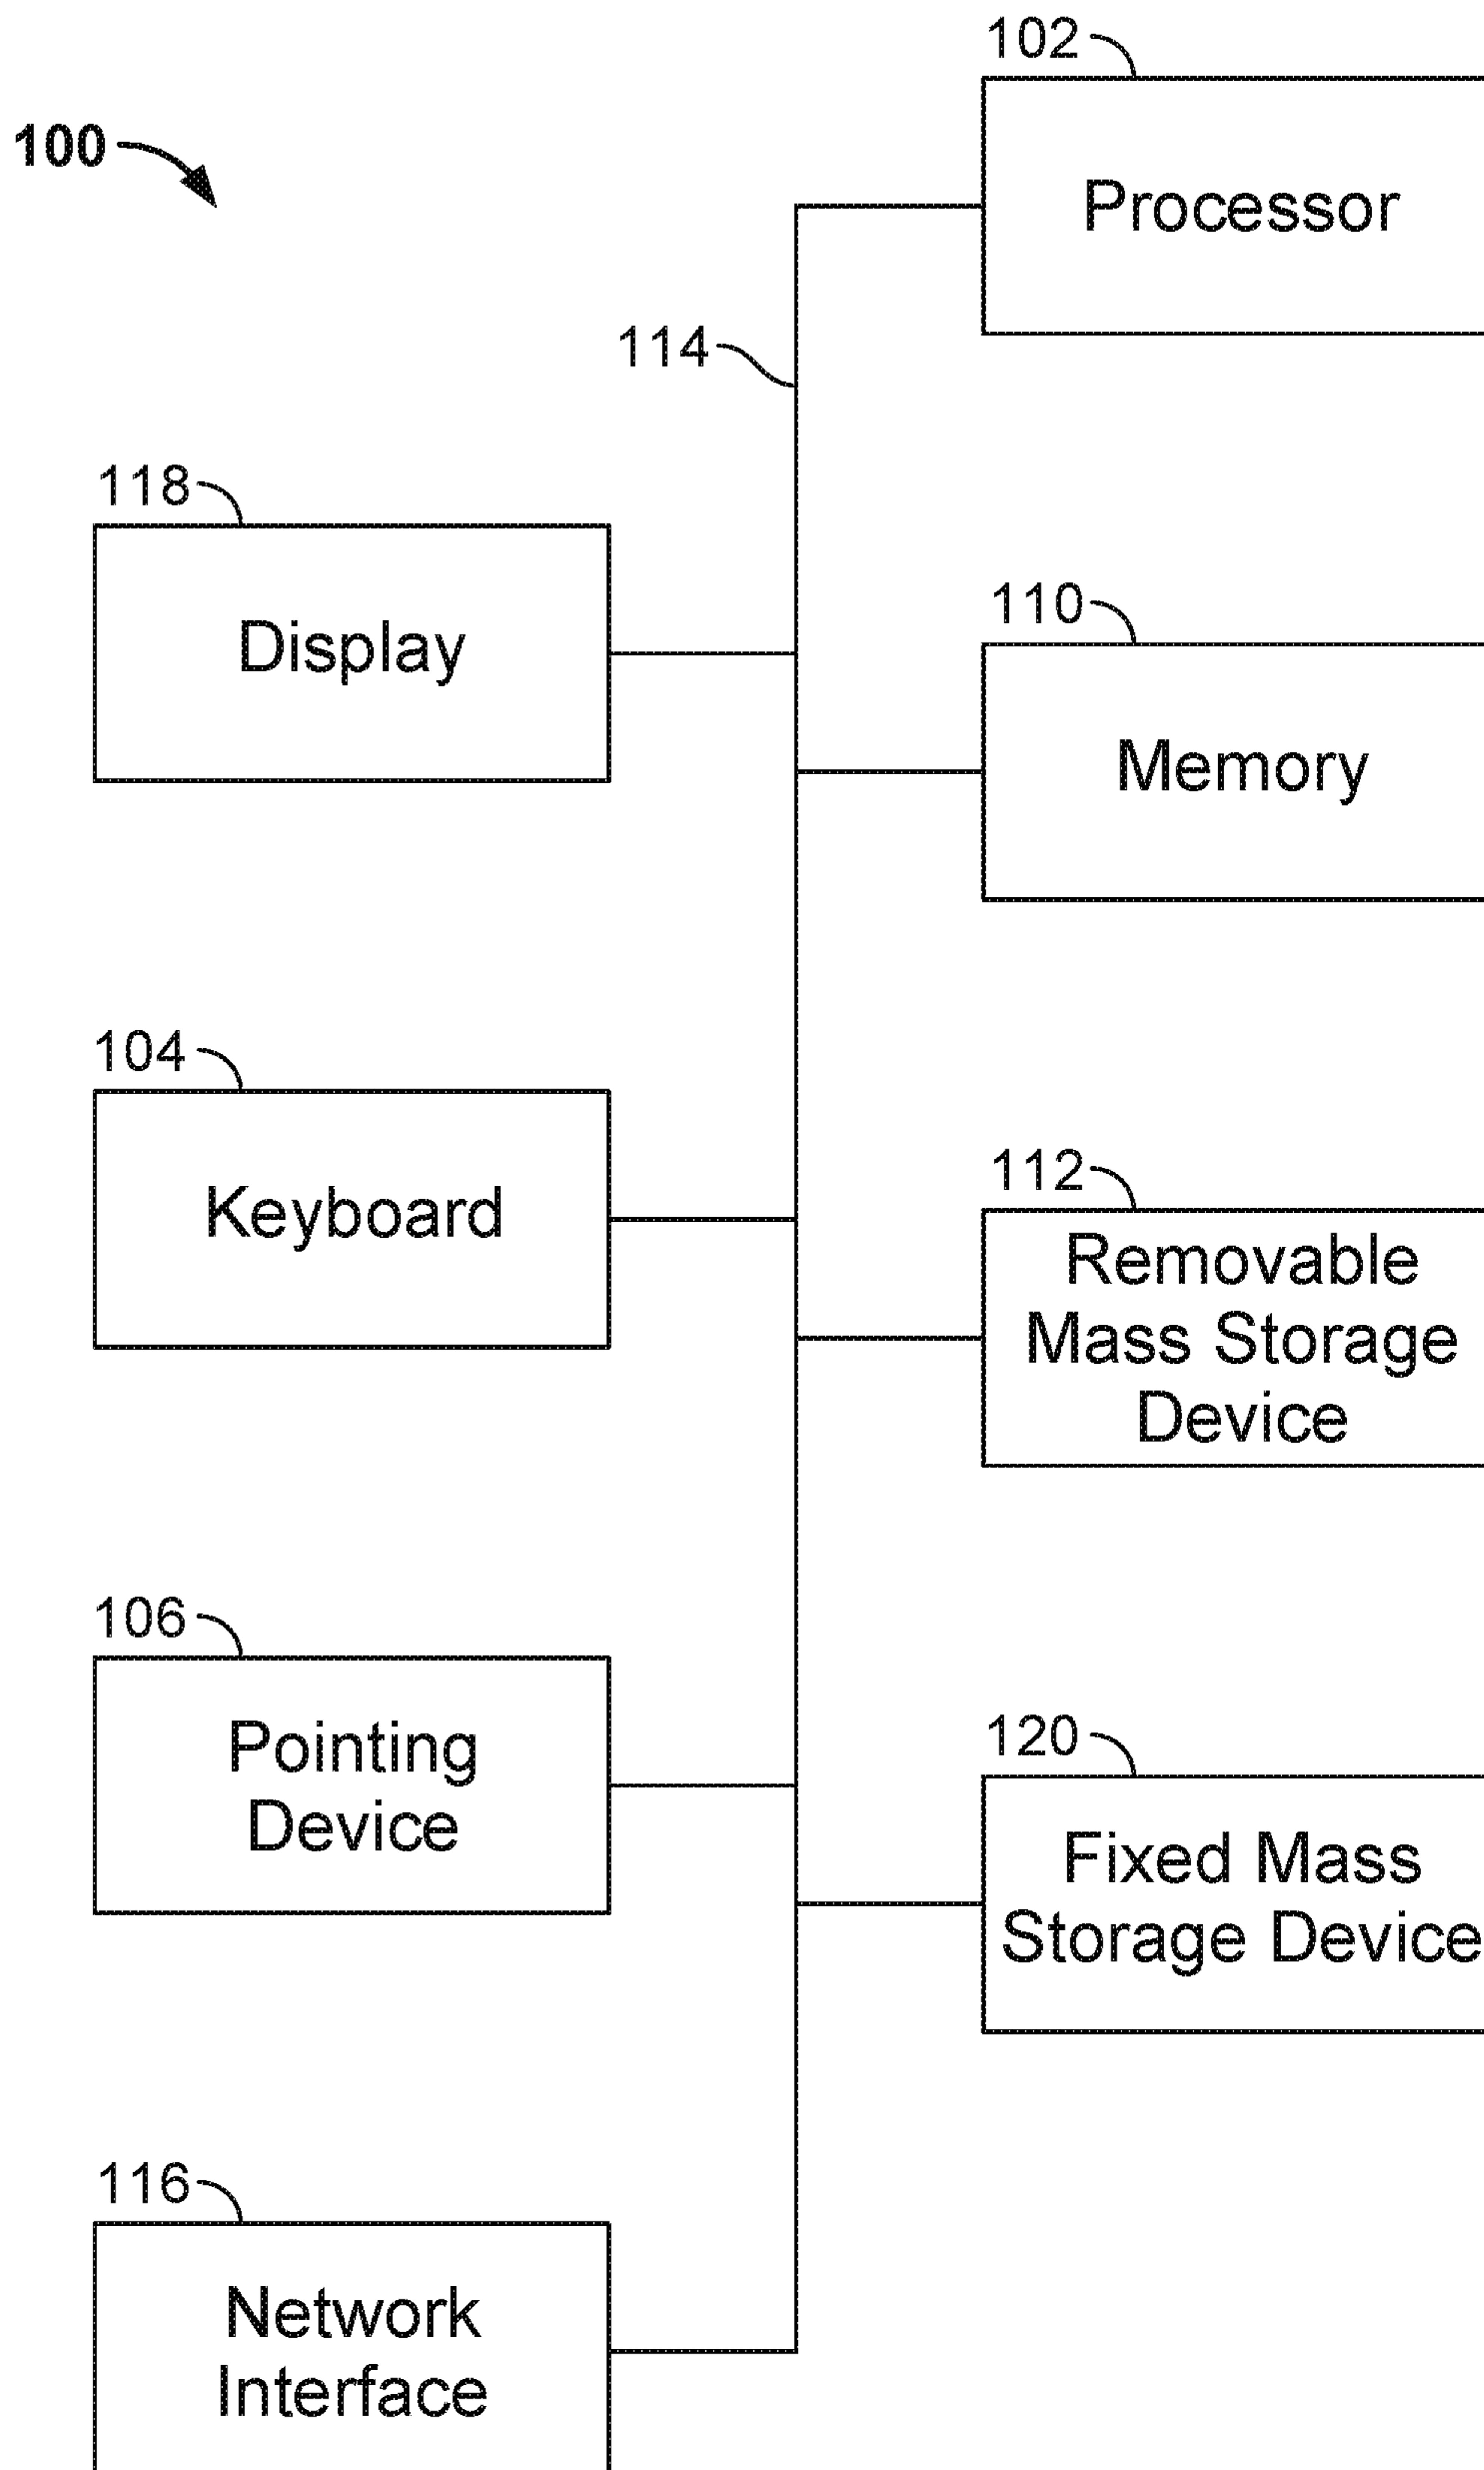 102
100
Processor
114
118
Display
110
Memory
104
Keyboard
112
Removable
Mass Storage
Device
106
Pointing
Device
120
Fixed Mass
Storage Device
116
Network
Interface